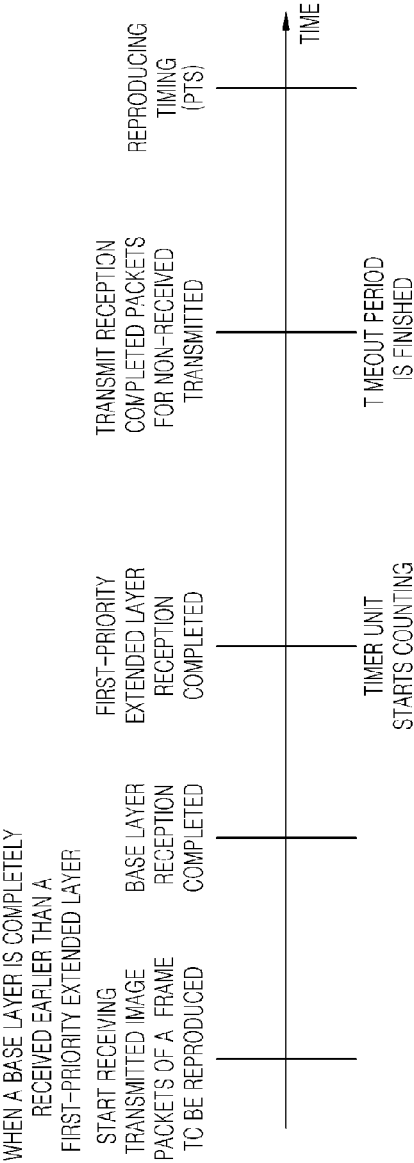 WHEN A BASE LAYER IS COMPLETELY
RECEIVED EARLIER THAN A
FIRST-PRIORITY EXTENDED LAYER
START RECEIVING
TRANSMITTED IMAGE
PACKETS OF A FRAME
TO BE REPRODUCED
BASE LAYER
RECEPTION
COMPLETED
FIRST-PRIORITY
EXTENDED LAYER
RECEPTION
COMPLETED
TRANSMIT RECEPTION
COMPLETED PACKETS
FOR NON-RECEIVED
TRANSMITTED
REPRODUCING
TIMING
(PTS)
TIME
TIMER UNIT
STARTS COUNTING
T MEOUT PERIOD
IS FINISHED